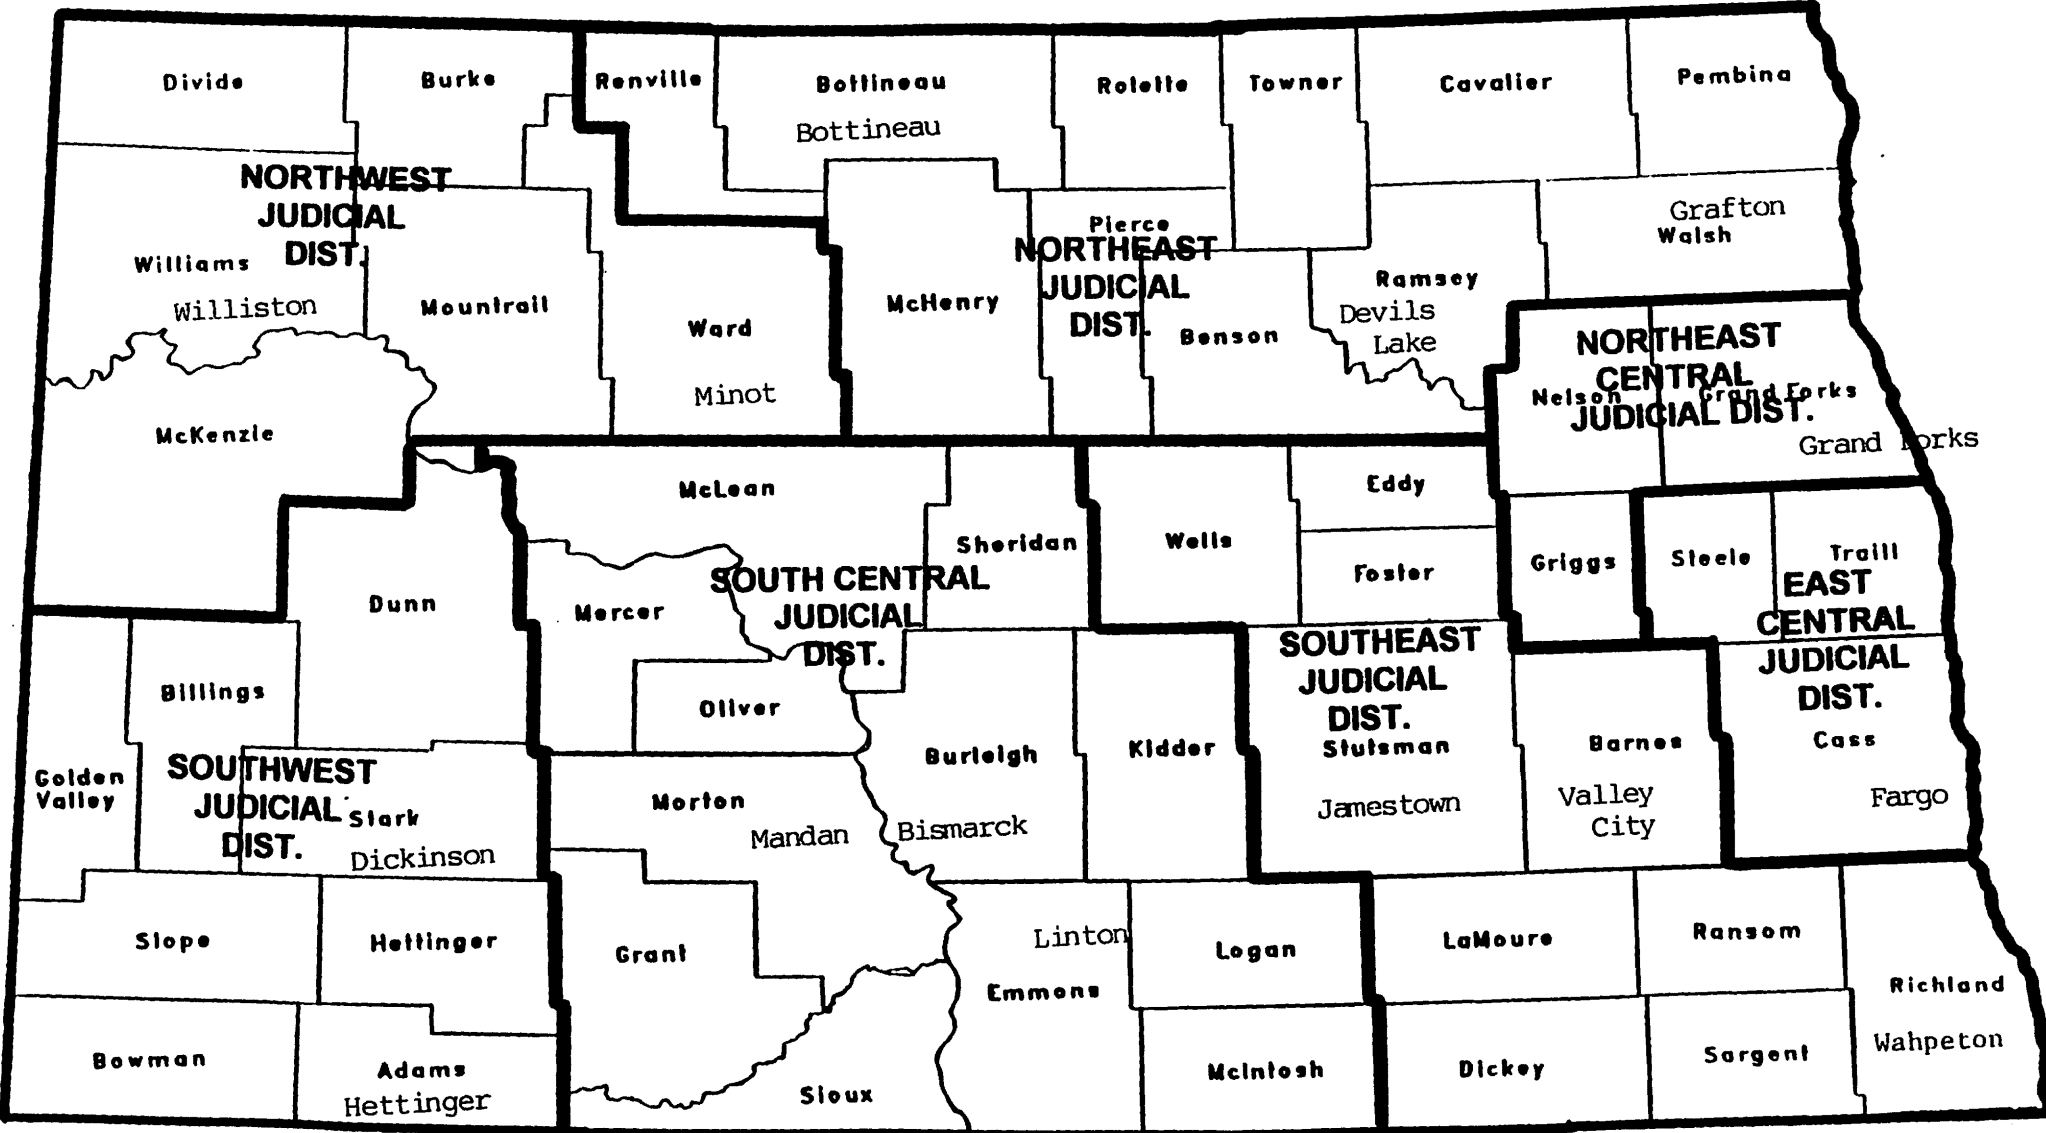 Divide
Burke
Renville
Bottineau
Rolette
Towner
Cavalier
Pembina
Bottineau
NORTHWEST
JUDICIAL
DIST.
Williams
Williston
Mountrail
Ward
Minot
McHenry
Pierce
NORTHEAST
JUDICIAL
DIST.
Benson
Ramsey
Devils
Lake
Grafton
Walsh
NORTHEAST
CENTRAL
JUDICIAL DIST.
Nelson
Grand Forks
Grand Forks
McKenzie
McLean
Sheridan
Wells
Eddy
Foster
Griggs
Steele
Traill
EAST
CENTRAL
JUDICIAL
DIST.
Cass
Fargo
Dunn
Mercer
SOUTH CENTRAL
JUDICIAL
DIST.
Oliver
Billings
Golden
Valley
SOUTHWEST
JUDICIAL
DIST.
Stark
Dickinson
Morton
Mandan
Burleigh
Bismarck
Kidder
SOUTHEAST
JUDICIAL
DIST.
Stutsman
Jamestown
Barnes
Valley
City
Slope
Hettinger
Grant
Linton
Emmons
Logan
LaMoure
Ransom
Richland
Wahpeton
Bowman
Adams
Hettinger
Sioux
McIntosh
Dickey
Sargent